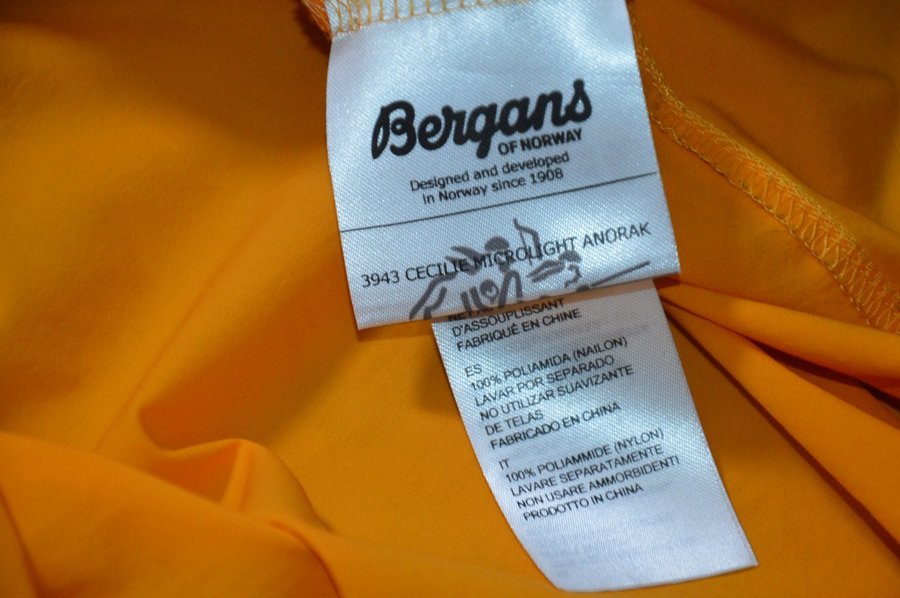 Bergans
OF NORWAY
Designed and developed
in Norway since 1908
3943 CECILIE MICROLIGHT ANORAK
D'ASSOUPLISSANT
FABRIQUÉ EN CHINE
ES
100% POLIAMIDA (NAILON)
LAVAR POR SEPARADO
NO UTILIZAR SUAVIZANTE
DE TELAS
FABRICADO EN CHINA
IT
100% POLIAMMIDE (NYLON)
LAVARE SEPARATAMENTE
NON USARE AMMORBIDENTI
PRODOTTO IN CHINA